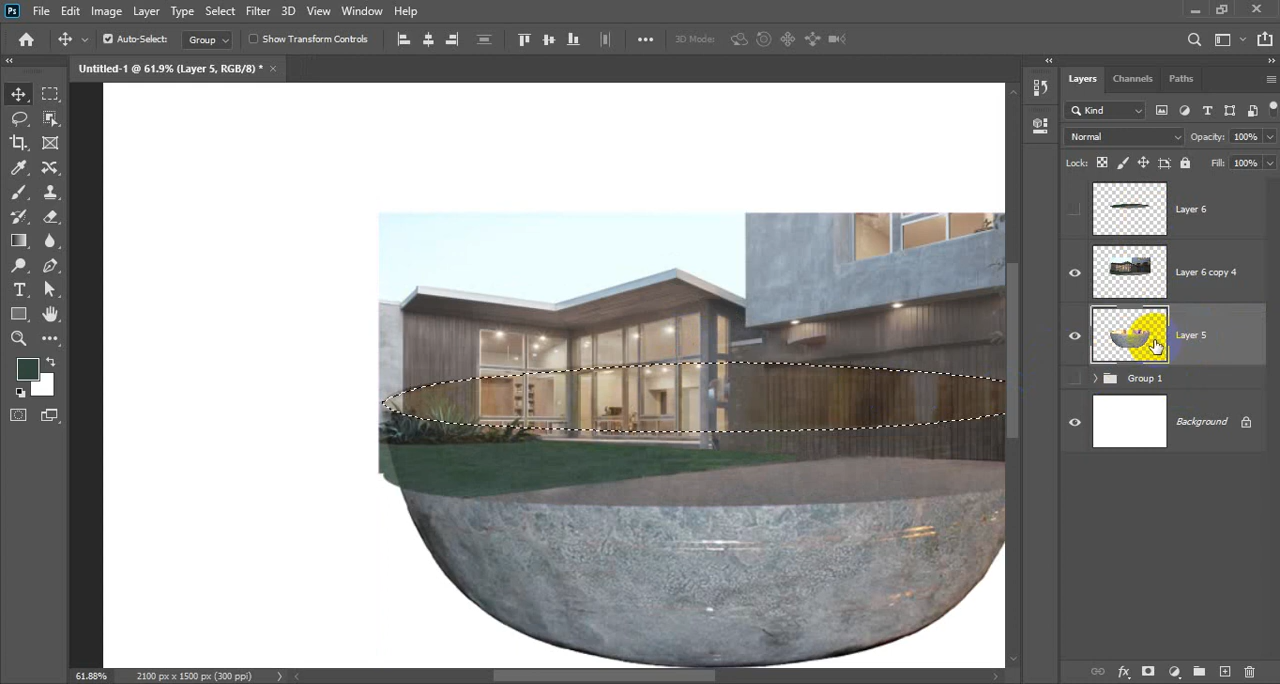 Ps File Edit Image Layer Type Select Filter 3D View Window Help
Auto-Select: Group Show Transform Controls 3D Mode:
Untitled-1 @ 61.9% (Layer 5, RGB/8) *
Layers Channels Paths
Kind
Normal Opacity: 100%
Lock: Fill: 100%
Layer 6
Layer 6 copy 4
Layer 5
Group 1
Background
61.88% 2100 px x 1500 px (300 ppi)